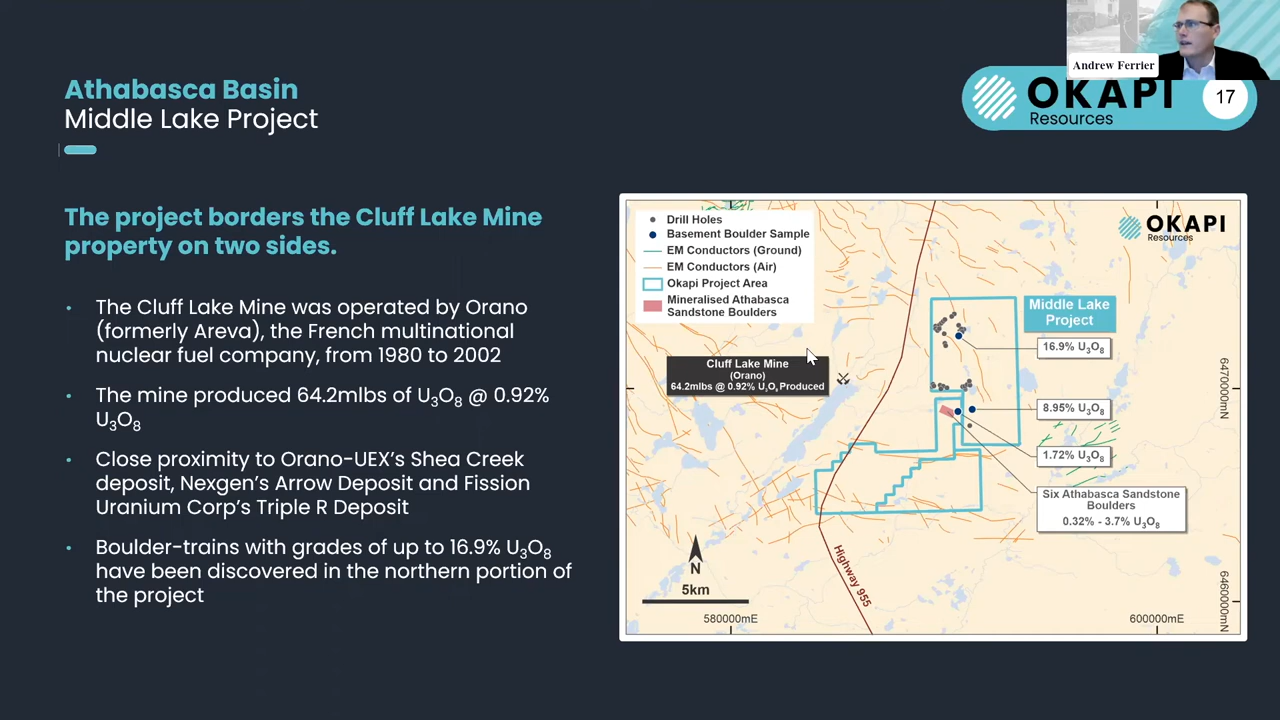 Andrew Ferrier
Athabasca Basin
Middle Lake Project
OKAPI
Resources
17
The project borders the Cluff Lake Mine
property on two sides.
• The Cluff Lake Mine was operated by Orano
(formerly Areva), the French multinational
nuclear fuel company, from 1980 to 2002
• The mine produced 64.2mlbs of U₃O₈ @ 0.92%
U₃O₈
• Close proximity to Orano-UEX's Shea Creek
deposit, Nexgen's Arrow Deposit and Fission
Uranium Corp's Triple R Deposit
• Boulder-trains with grades of up to 16.9% U₃O₈
have been discovered in the northern portion of
the project
Drill Holes
Basement Boulder Sample
EM Conductors (Ground)
EM Conductors (Air)
Okapi Project Area
Mineralised Athabasca
Sandstone Boulders
OKAPI
Resources
Middle Lake
Project
16.9% U₃O₈
Cluff Lake Mine
(Orano)
64.2mlbs @ 0.92% U₃O₈ Produced
8.95% U₃O₈
1.72% U₃O₈
Six Athabasca Sandstone
Boulders
0.32% - 3.7% U₃O₈
6470000mN
6460000mN
Highway 955
N
5km
580000mE
600000mE